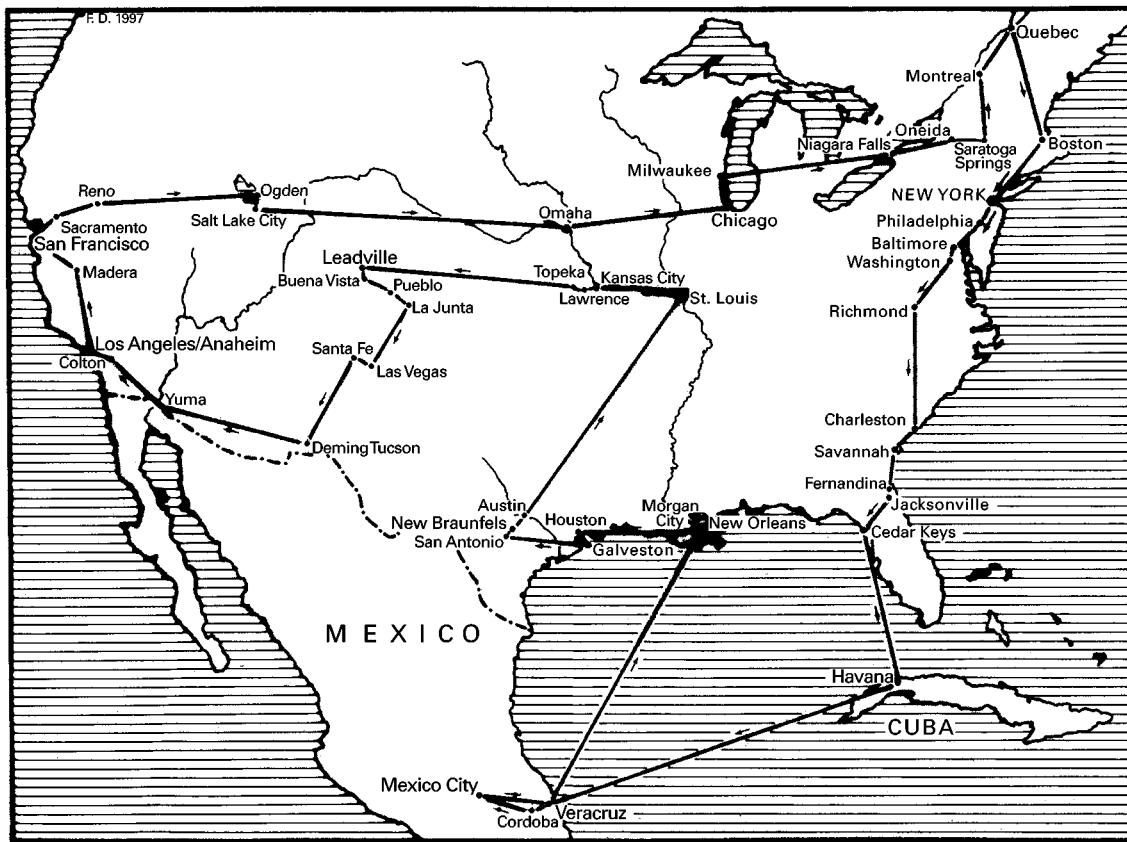 F. D. 1997
Quebec
Montreal
Oneida
Niagara Falls
Saratoga
Springs
Boston
Milwaukee
Reno
Ogden
NEW YORK
Salt Lake City
Omaha
Chicago
Philadelphia
Sacramento
San Francisco
Baltimore
Washington
Leadville
Madera
Buena Vista
Topeka
Kansas City
Pueblo
Lawrence
St. Louis
La Junta
Richmond
Los Angeles/Anaheim
Santa Fe
Colton
Las Vegas
Yuma
Charleston
Deming Tucson
Savannah
Fernandina
Austin
Morgan
City
Jacksonville
New Braunfels
Houston
New Orleans
Cedar Keys
San Antonio
Galveston
MEXICO
Havana
CUBA
Mexico City
Veracruz
Cordoba